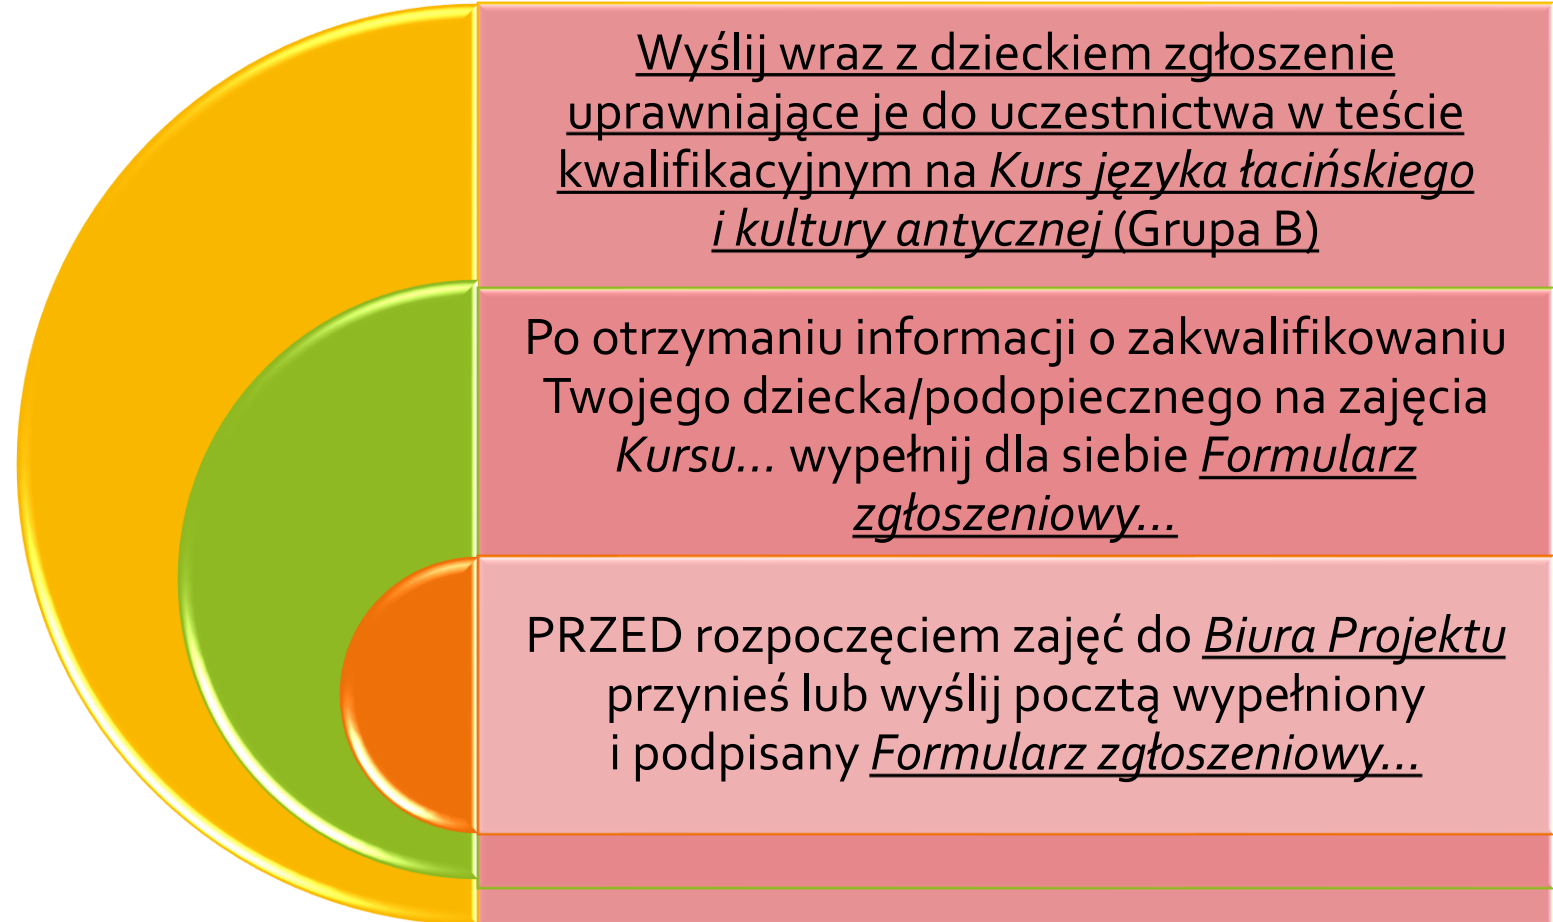 Wyślij wraz z dzieckiem zgłoszenie
uprawniające je do uczestnictwa w teście
kwalifikacyjnym na Kurs języka łacińskiego
i kultury antycznej (Grupa B)
Po otrzymaniu informacji o zakwalifikowaniu
Twojego dziecka/podopiecznego na zajęcia
Kursu... wypełnij dla siebie Formularz
zgłoszeniowy...
PRZED rozpoczęciem zajęć do Biura Projektu
przynieś lub wyślij pocztą wypełniony
i podpisany Formularz zgłoszeniowy...